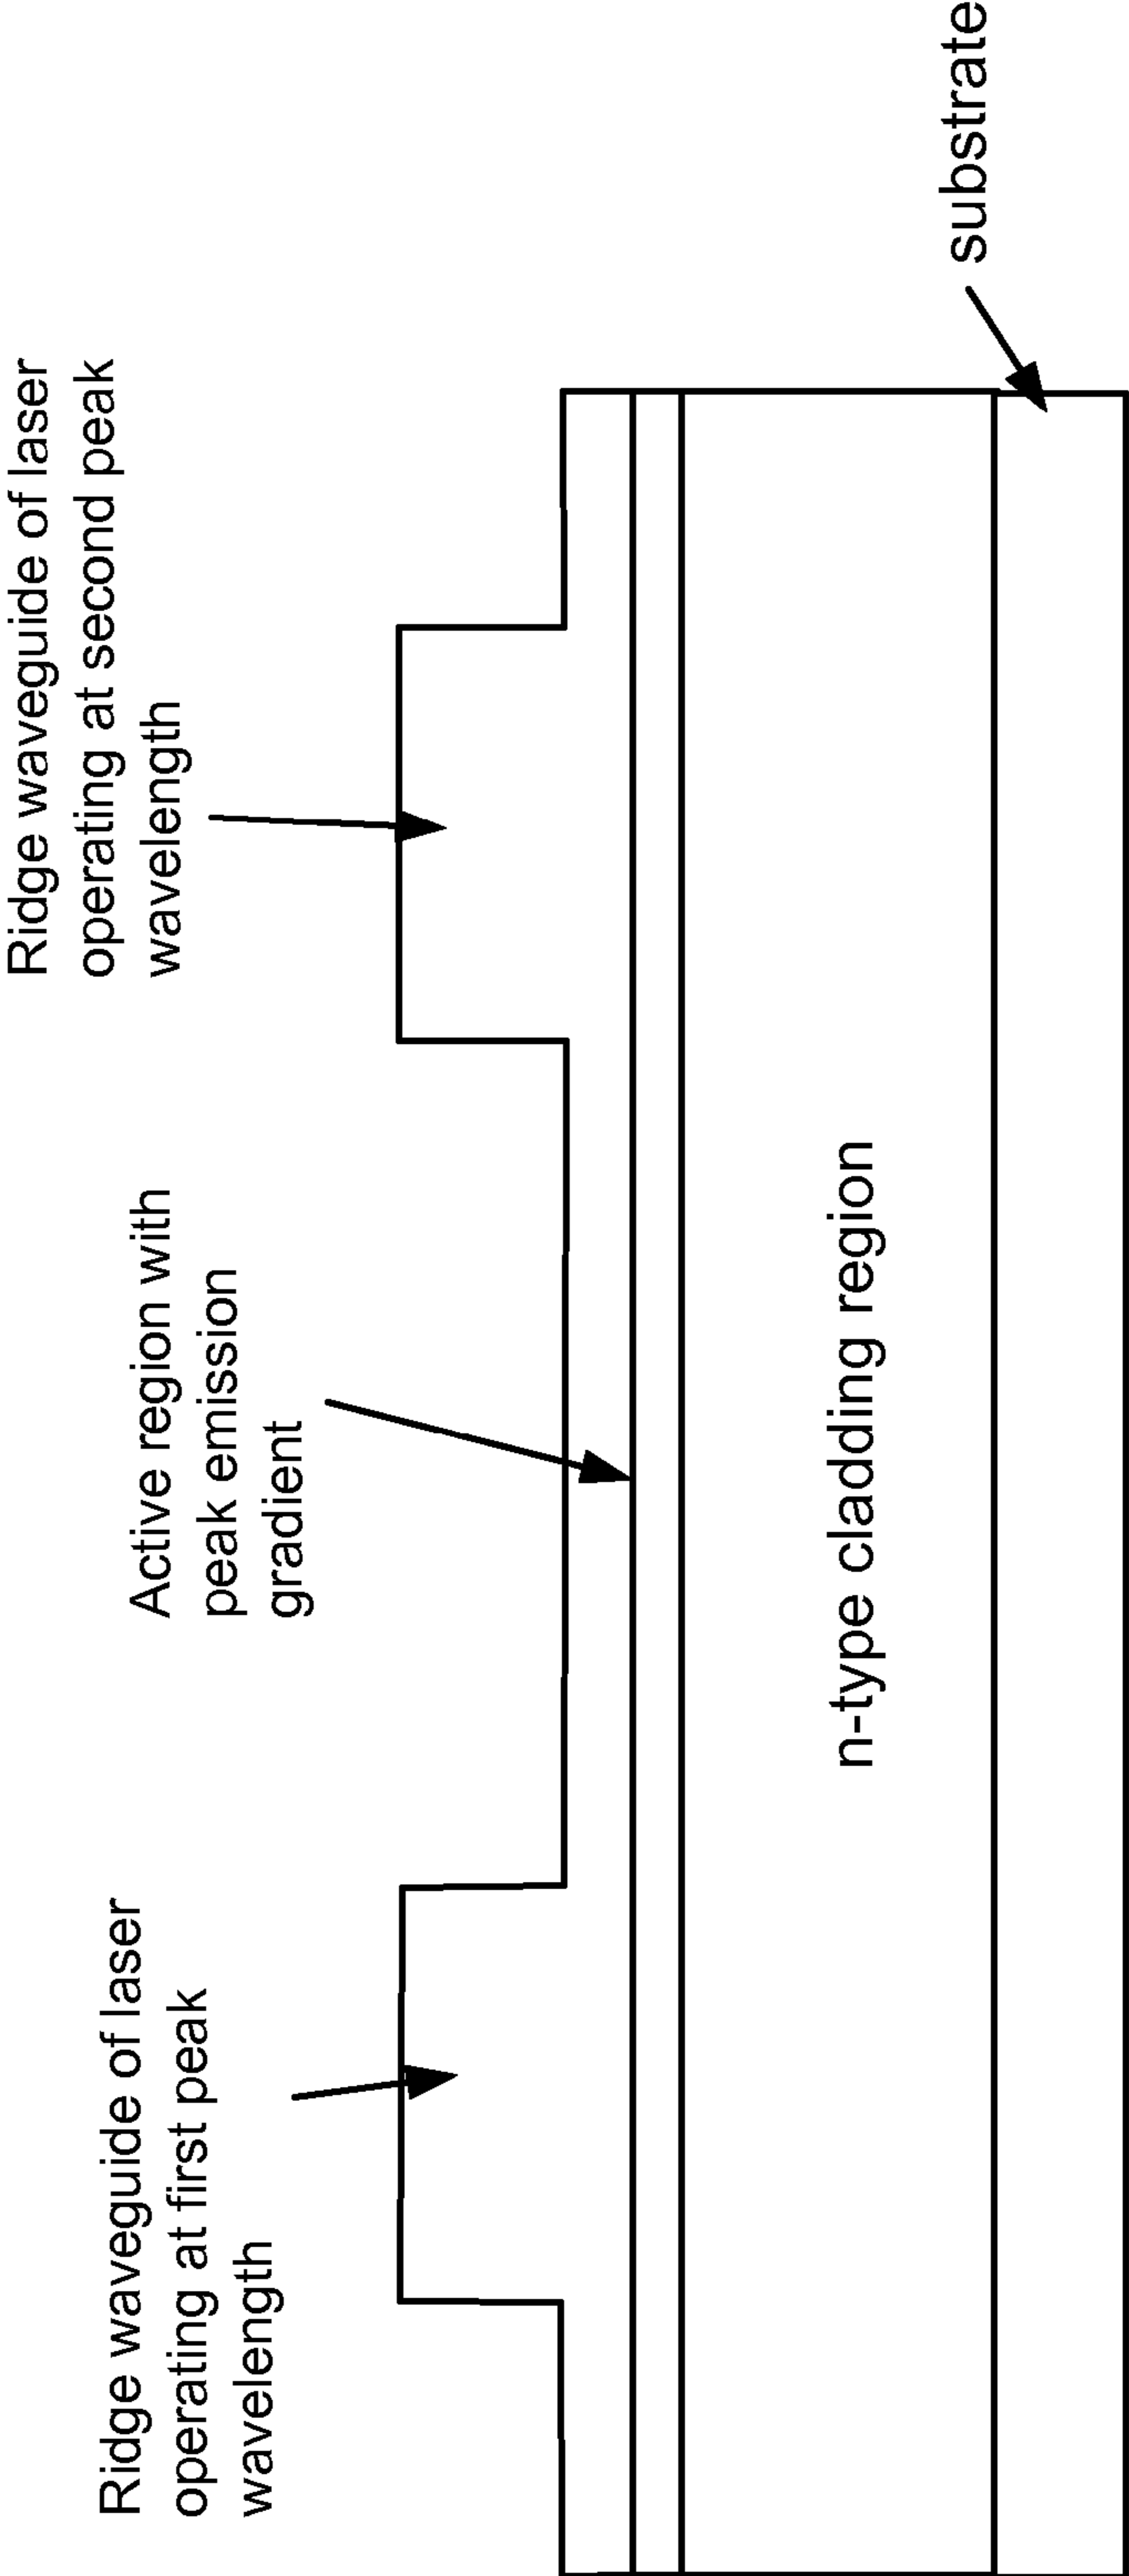 Ridge waveguide of laser
operating at first peak
wavelength
Active region with
peak emission
gradient
Ridge waveguide of laser
operating at second peak
wavelength
n-type cladding region
substrate